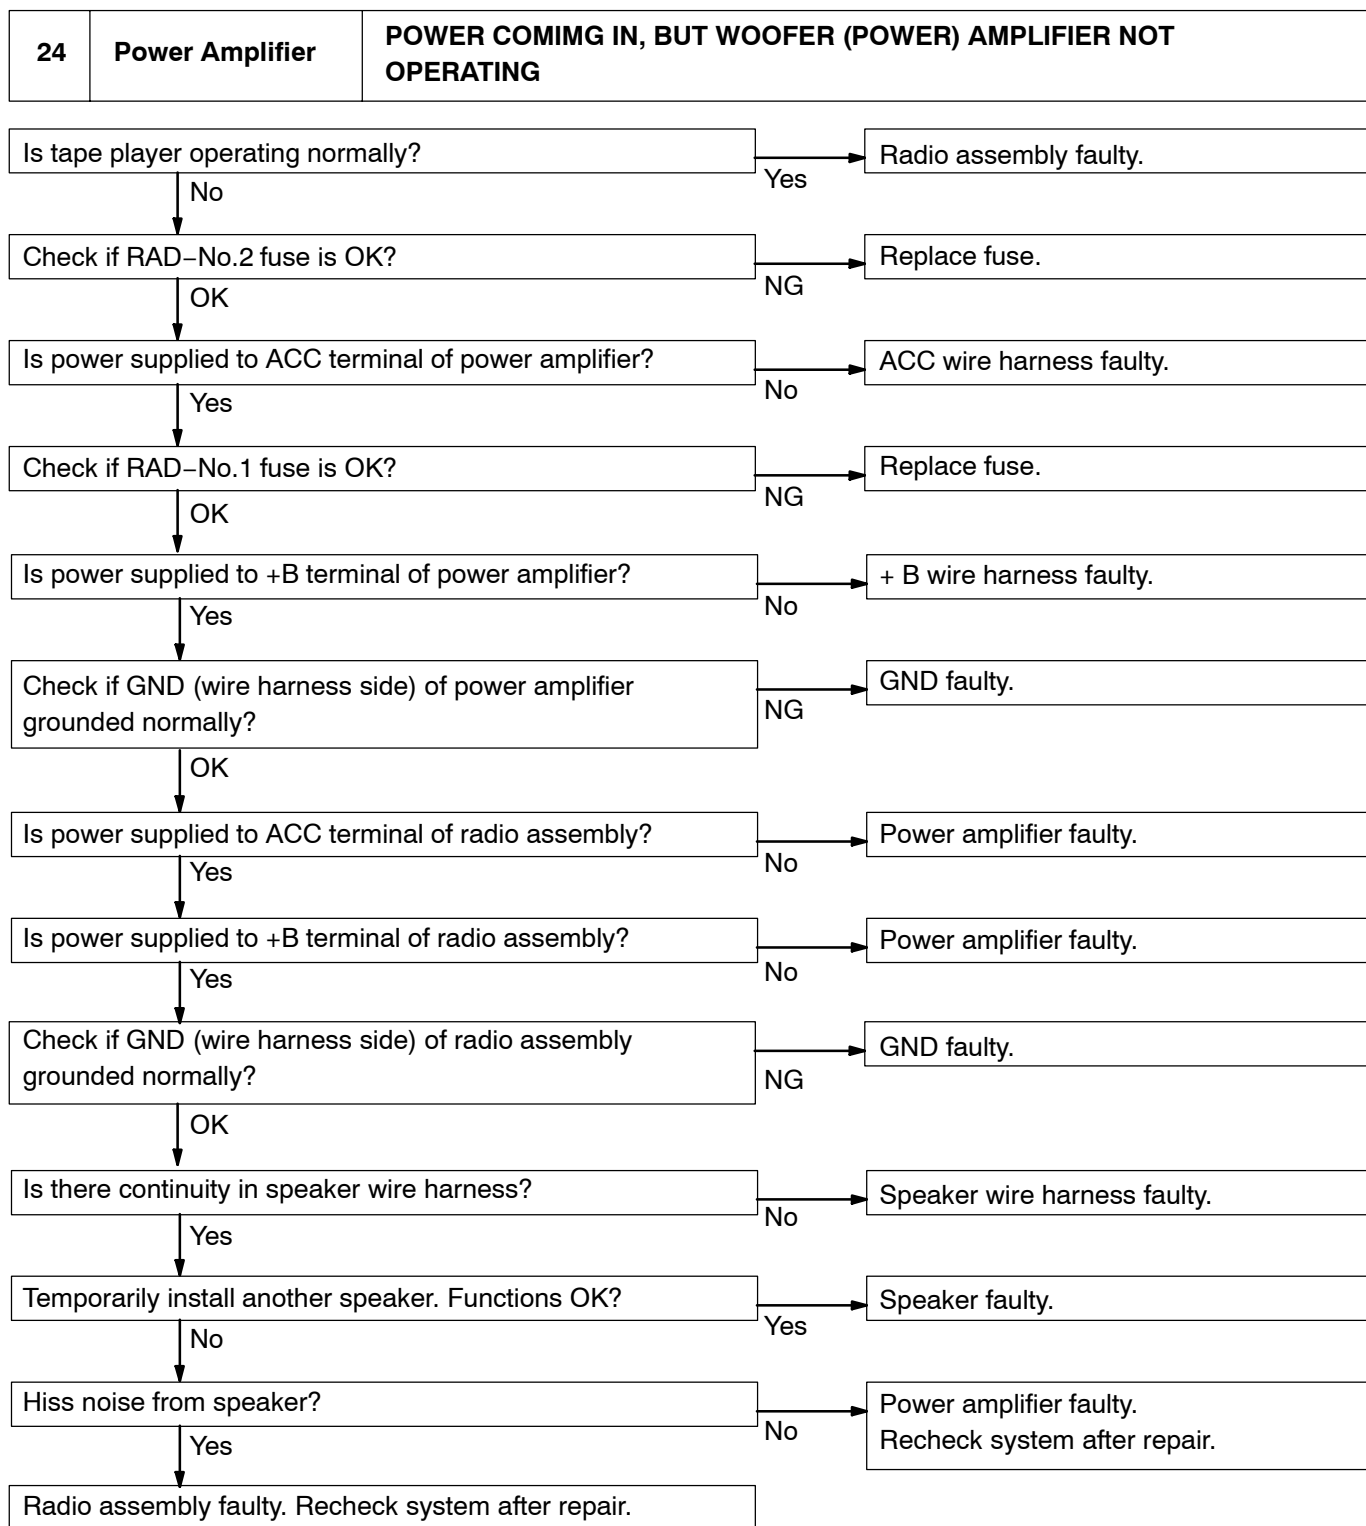 24
Power Amplifier
POWER COMIMG IN, BUT WOOFER (POWER) AMPLIFIER NOT
OPERATING
Is tape player operating normally?
Yes
Radio assembly faulty.
No
Check if RAD–No.2 fuse is OK?
NG
Replace fuse.
OK
Is power supplied to ACC terminal of power amplifier?
No
ACC wire harness faulty.
Yes
Check if RAD–No.1 fuse is OK?
NG
Replace fuse.
OK
Is power supplied to +B terminal of power amplifier?
No
+ B wire harness faulty.
Yes
Check if GND (wire harness side) of power amplifier
grounded normally?
NG
GND faulty.
OK
Is power supplied to ACC terminal of radio assembly?
No
Power amplifier faulty.
Yes
Is power supplied to +B terminal of radio assembly?
No
Power amplifier faulty.
Yes
Check if GND (wire harness side) of radio assembly
grounded normally?
NG
GND faulty.
OK
Is there continuity in speaker wire harness?
No
Speaker wire harness faulty.
Yes
Temporarily install another speaker. Functions OK?
Yes
Speaker faulty.
No
Hiss noise from speaker?
No
Power amplifier faulty.
Recheck system after repair.
Yes
Radio assembly faulty. Recheck system after repair.